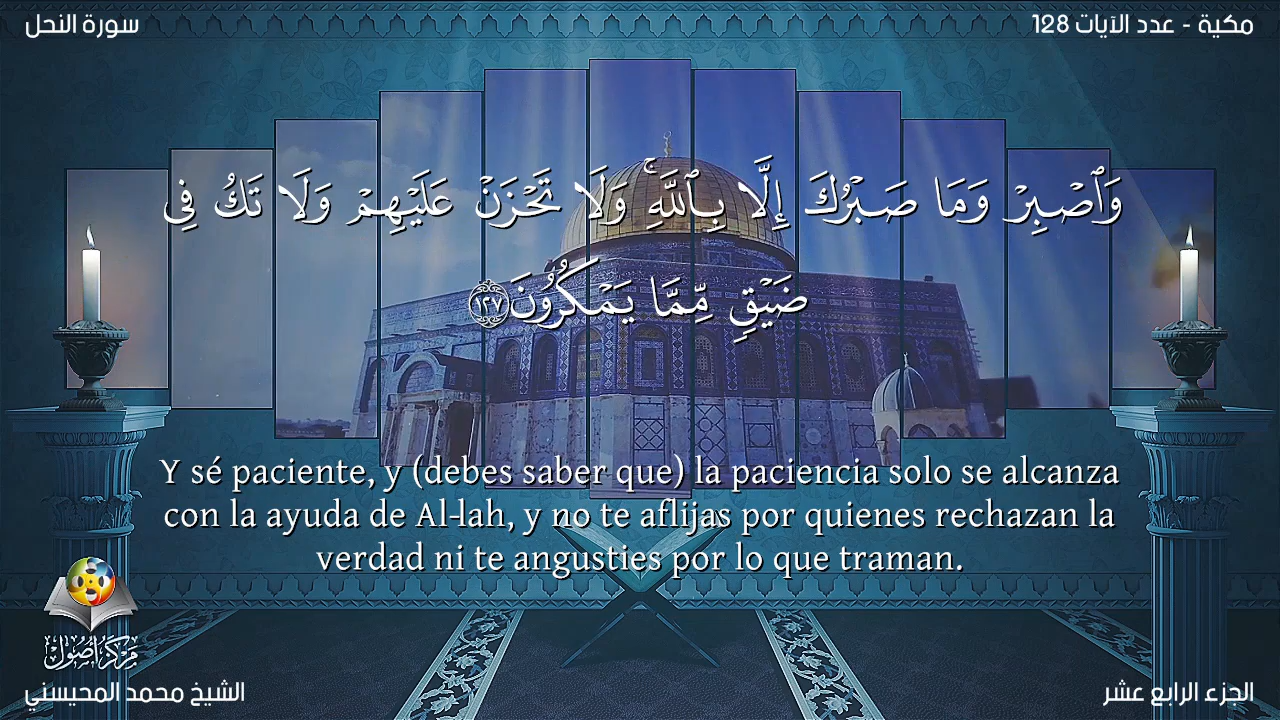 سورة النحل
مكية - عدد الآيات 128
وَٱصْبِرْ وَمَا صَبْرُكَ إِلَّا بِٱللَّهِ ۚ وَلَا تَحْزَنْ عَلَيْهِمْ وَلَا تَكُ فِى
ضَيْقٍ مِّمَّا يَمْكُرُونَ ١٢٧
Y sé paciente, y (debes saber que) la paciencia solo se alcanza
con la ayuda de Al-lah, y no te aflijas por quienes rechazan la
verdad ni te angusties por lo que traman.
مركز أصول
الشيخ محمد المحيسني
الجزء الرابع عشر